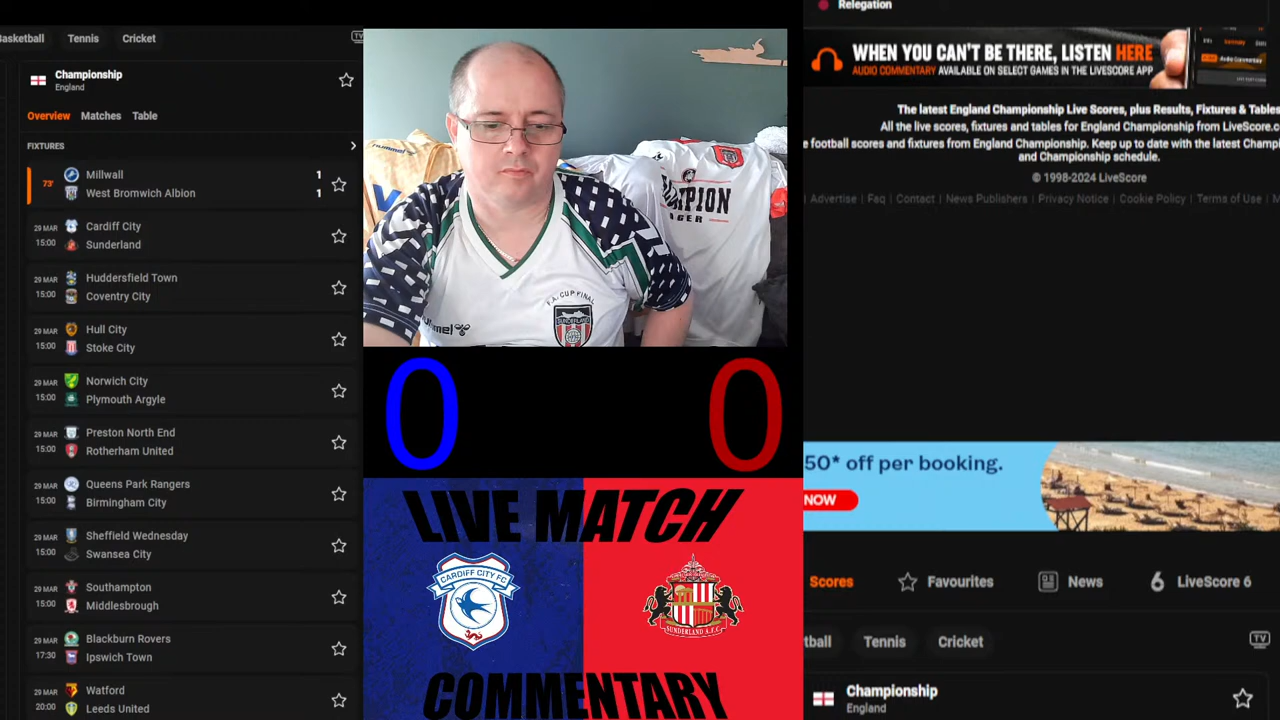 Basketball Tennis Cricket
Championship
England
Overview Matches Table
FIXTURES
73'
Millwall 1
West Bromwich Albion 1
29 MAR
15:00
Cardiff City
Sunderland
29 MAR
15:00
Huddersfield Town
Coventry City
29 MAR
15:00
Hull City
Stoke City
29 MAR
15:00
Norwich City
Plymouth Argyle
29 MAR
15:00
Preston North End
Rotherham United
29 MAR
15:00
Queens Park Rangers
Birmingham City
29 MAR
15:00
Sheffield Wednesday
Swansea City
29 MAR
15:00
Southampton
Middlesbrough
29 MAR
17:30
Blackburn Rovers
Ipswich Town
29 MAR
20:00
Watford
Leeds United
hummel
F.A. CUP FINAL
SUNDERLAND
0 0
LIVE MATCH
CARDIFF CITY FC
SUNDERLAND A.F.C
COMMENTARY
Relegation
WHEN YOU CAN'T BE THERE, LISTEN HERE
AUDIO COMMENTARY AVAILABLE ON SELECT GAMES IN THE LIVESCORE APP
The latest England Championship Live Scores, plus Results, Fixtures & Tables
All the live scores, fixtures and tables for England Championship from LiveScore.c
e football scores and fixtures from England Championship. Keep up to date with the latest Champi
and Championship schedule.
© 1998-2024 LiveScore
Advertise Faq Contact News Publishers Privacy Notice Cookie Policy Terms of Use
50* off per booking.
NOW
Scores Favourites News 6 LiveScore 6
tball Tennis Cricket
Championship
England